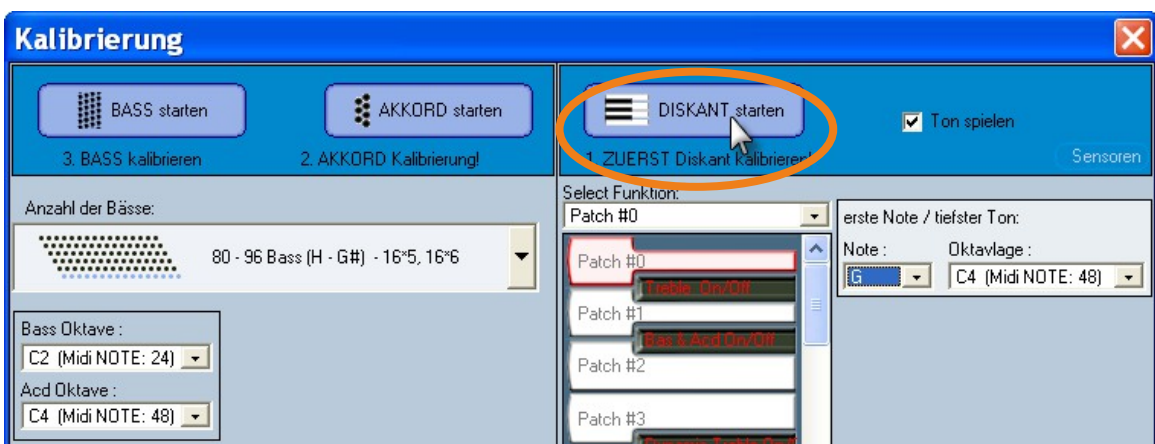 Kalibrierung
BASS starten
AKKORD starten
DISKANT starten
Ton spielen
3. BASS kalibrieren
2. AKKORD Kalibrierung!
1. ZUERST Diskant kalibrieren!
Sensoren
Anzahl der Bässe:
80 - 96 Bass (H - G#) - 16*5, 16*6
Bass Oktave :
C2 (Midi NOTE: 24)
Acd Oktave :
C4 (Midi NOTE: 48)
Select Funktion:
Patch #0
Patch #0
Treble On/Off
Patch #1
Bas & Acd On/Off
Patch #2
Patch #3
erste Note / tiefster Ton:
Note :
Oktavlage :
G
C4 (Midi NOTE: 48)